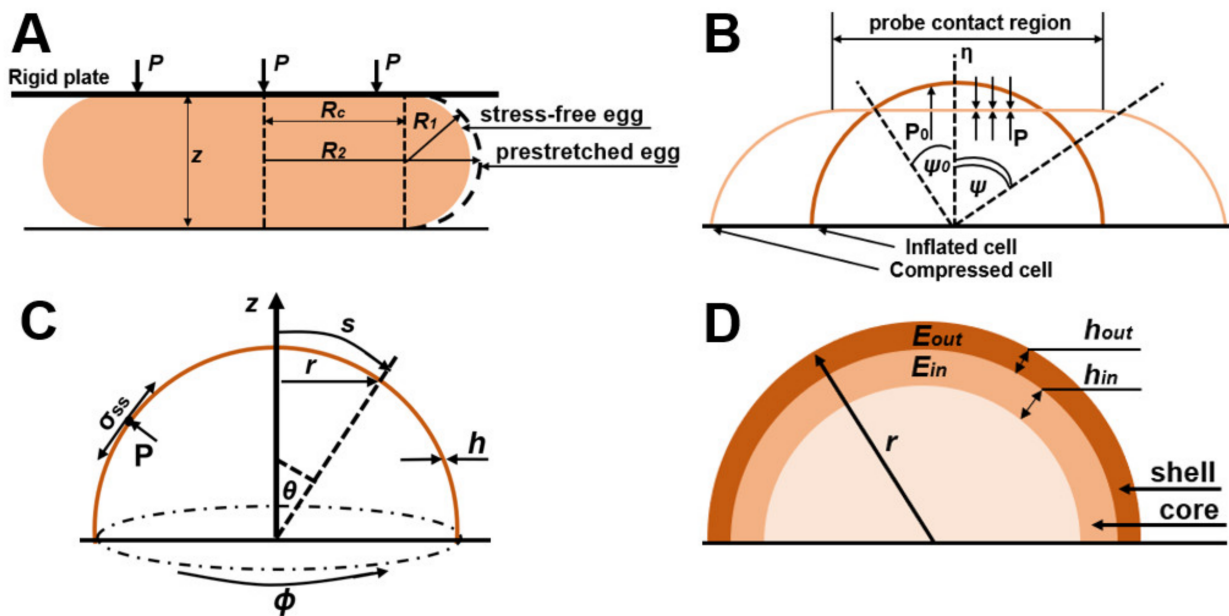 A
P
P
P
Rigid plate
Rc
R1
stress-free egg
z
R2
prestretched egg
B
probe contact region
η
P0
P
ψ0
ψ
Inflated cell
Compressed cell
C
z
s
r
σss
P
h
θ
ϕ
D
Eout
hout
Ein
hin
r
shell
core